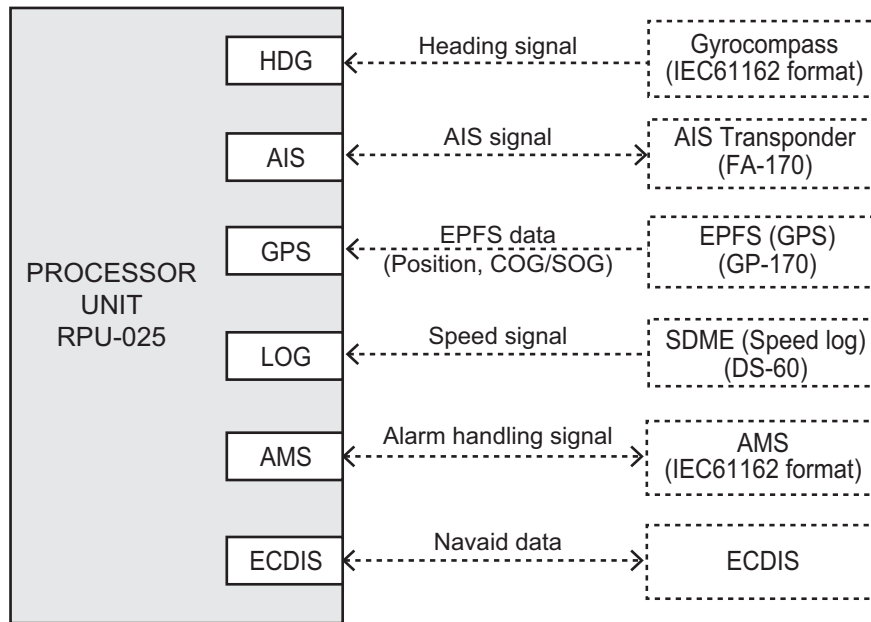 PROCESSOR
UNIT
RPU-025
HDG
Heading signal
Gyrocompass
(IEC61162 format)
AIS
AIS signal
AIS Transponder
(FA-170)
GPS
EPFS data
(Position, COG/SOG)
EPFS (GPS)
(GP-170)
LOG
Speed signal
SDME (Speed log)
(DS-60)
AMS
Alarm handling signal
AMS
(IEC61162 format)
ECDIS
Navaid data
ECDIS